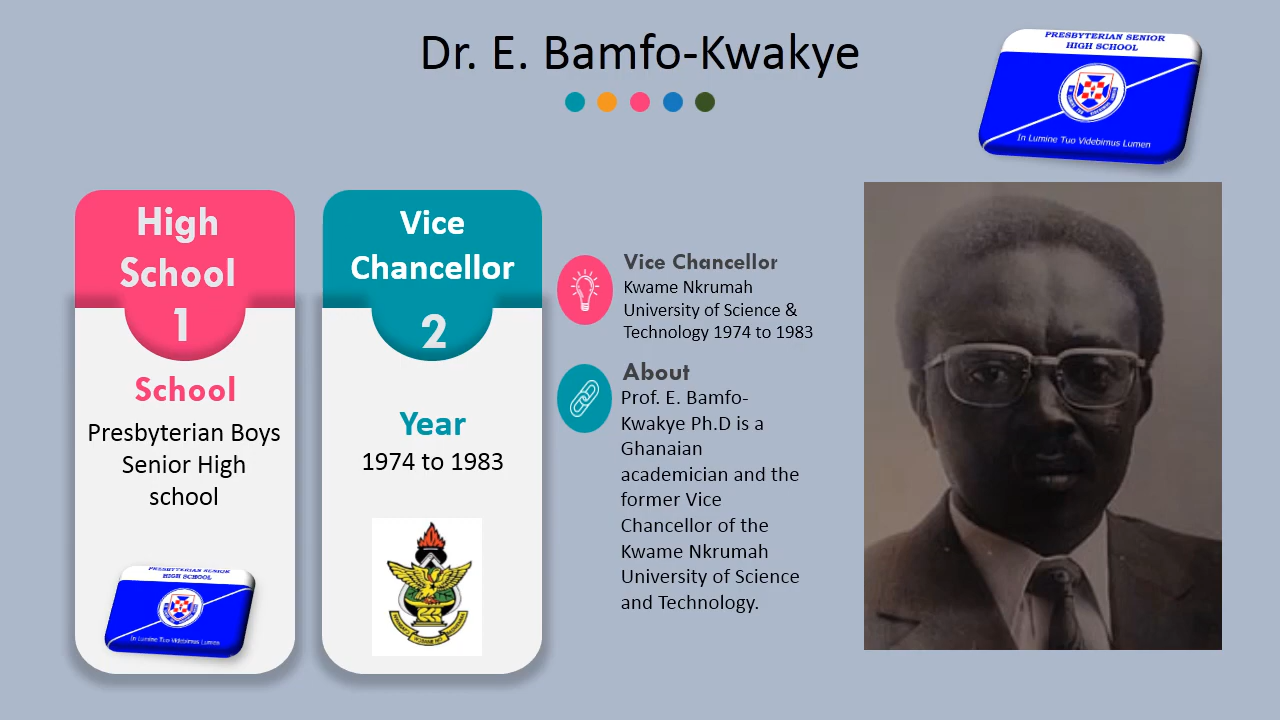 Dr. E. Bamfo-Kwakye
PRESBYTERIAN SENIOR
HIGH SCHOOL
In Lumine Tuo Videbimus Lumen
High
School
1
School
Presbyterian Boys
Senior High
school
PRESBYTERIAN SENIOR
HIGH SCHOOL
In Lumine Tuo Videbimus Lumen
Vice
Chancellor
2
Year
1974 to 1983
Vice Chancellor
Kwame Nkrumah
University of Science &
Technology 1974 to 1983
About
Prof. E. Bamfo-
Kwakye Ph.D is a
Ghanaian
academician and the
former Vice
Chancellor of the
Kwame Nkrumah
University of Science
and Technology.